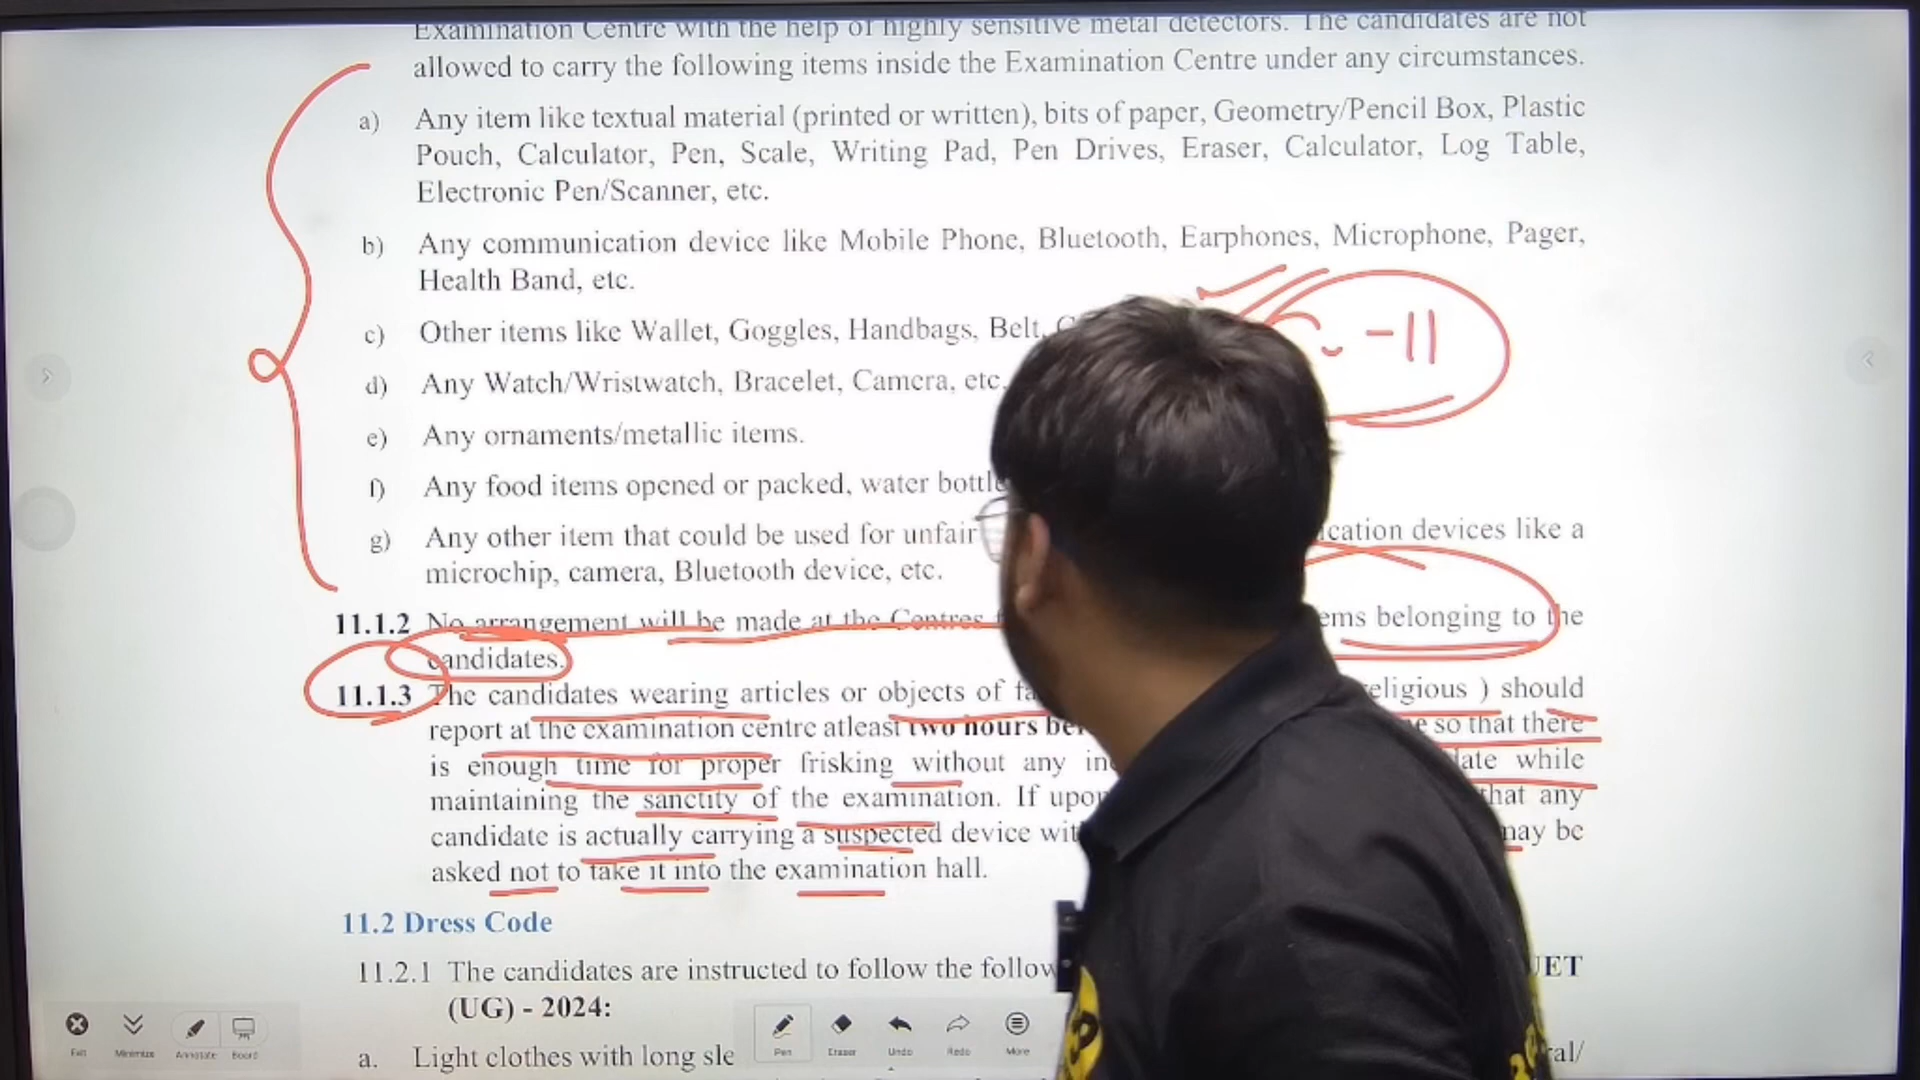 Examination Centre with the help of highly sensitive metal detectors. The candidates are not
allowed to carry the following items inside the Examination Centre under any circumstances.
a) Any item like textual material (printed or written), bits of paper, Geometry/Pencil Box, Plastic
Pouch, Calculator, Pen, Scale, Writing Pad, Pen Drives, Eraser, Calculator, Log Table,
Electronic Pen/Scanner, etc.
b) Any communication device like Mobile Phone, Bluetooth, Earphones, Microphone, Pager,
Health Band, etc.
c) Other items like Wallet, Goggles, Handbags, Belt,
-11
d) Any Watch/Wristwatch, Bracelet, Camera, etc.
e) Any ornaments/metallic items.
f) Any food items opened or packed, water bottle
g) Any other item that could be used for unfair ication devices like a
microchip, camera, Bluetooth device, etc.
11.1.2 No arrangement will be made at the Centres ems belonging to the
candidates.
11.1.3 The candidates wearing articles or objects of fa eligious ) should
report at the examination centre atleast two hours be e so that there
is enough time for proper frisking without any in late while
maintaining the sanctity of the examination. If upon that any
candidate is actually carrying a suspected device wit may be
asked not to take it into the examination hall.
11.2 Dress Code
11.2.1 The candidates are instructed to follow the follow UET
(UG) - 2024:
a. Light clothes with long sle ral/
Exit Minimize Annotate Board Pen Eraser Undo Redo More